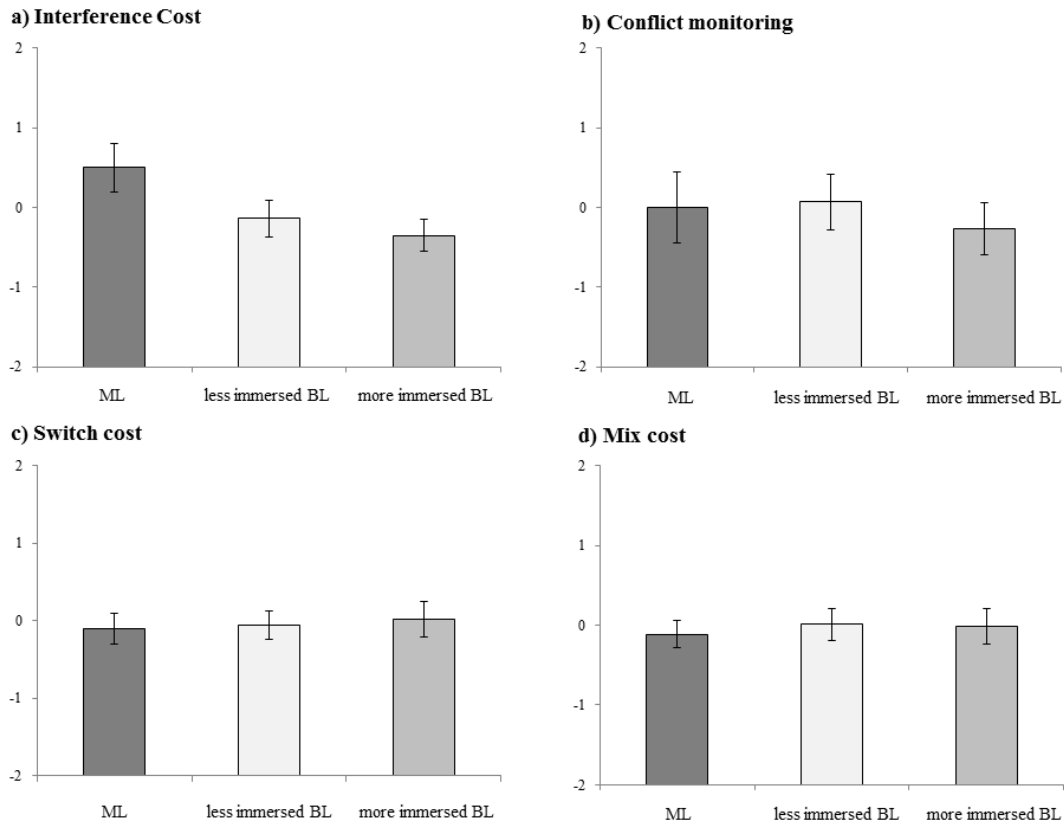 a) Interference Cost
2
1
0
-1
-2
ML less immersed BL more immersed BL
b) Conflict monitoring
2
1
0
-1
-2
ML less immersed BL more immersed BL
c) Switch cost
2
1
0
-1
-2
ML less immersed BL more immersed BL
d) Mix cost
2
1
0
-1
-2
ML less immersed BL more immersed BL